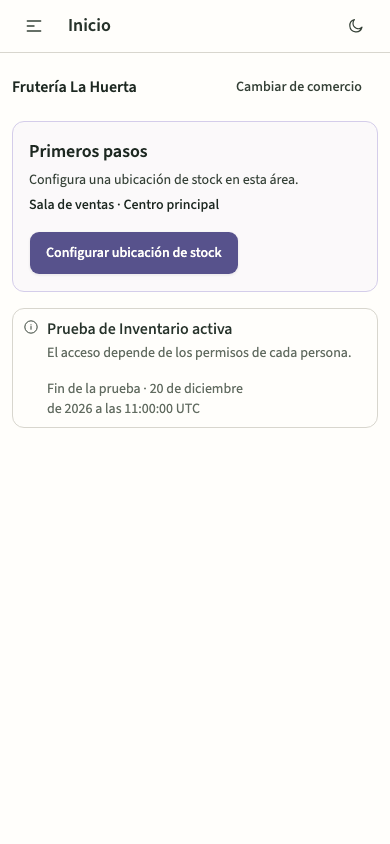 Inicio
Frutería La Huerta
Cambiar de comercio
Primeros pasos
Configura una ubicación de stock en esta área.
Sala de ventas · Centro principal
Configurar ubicación de stock
Prueba de Inventario activa
El acceso depende de los permisos de cada persona.
Fin de la prueba · 20 de diciembre
de 2026 a las 11:00:00 UTC